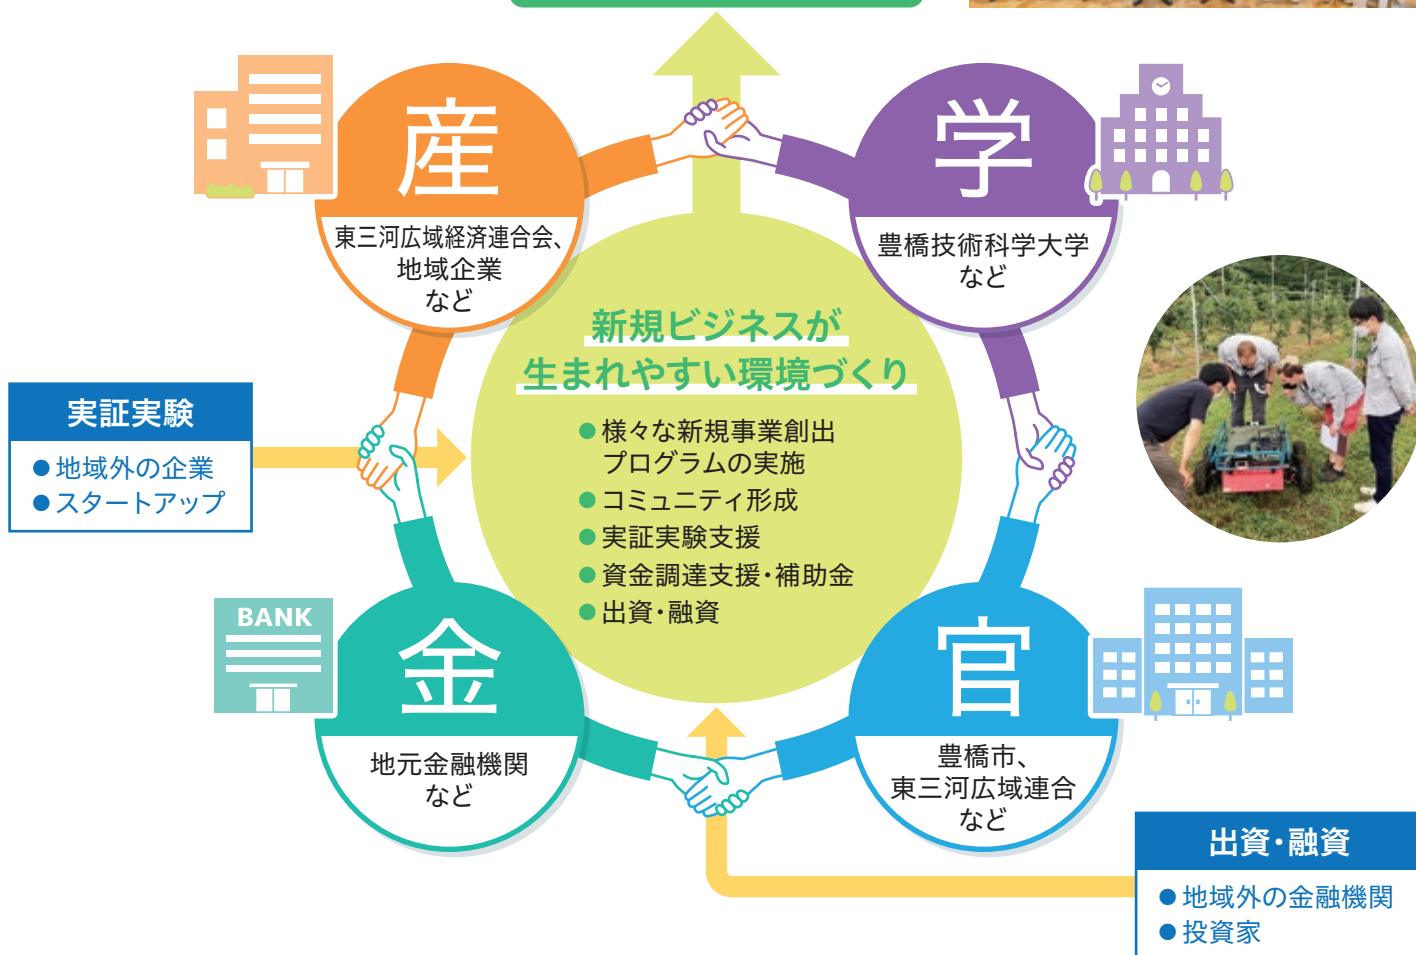 産
東三河広域経済連合会、
地域企業
など
学
豊橋技術科学大学
など
新規ビジネスが
生まれやすい環境づくり
● 様々な新規事業創出
プログラムの実施
● コミュニティ形成
● 実証実験支援
● 資金調達支援・補助金
● 出資・融資
実証実験
● 地域外の企業
● スタートアップ
BANK
金
地元金融機関
など
官
豊橋市、
東三河広域連合
など
出資・融資
● 地域外の金融機関
● 投資家